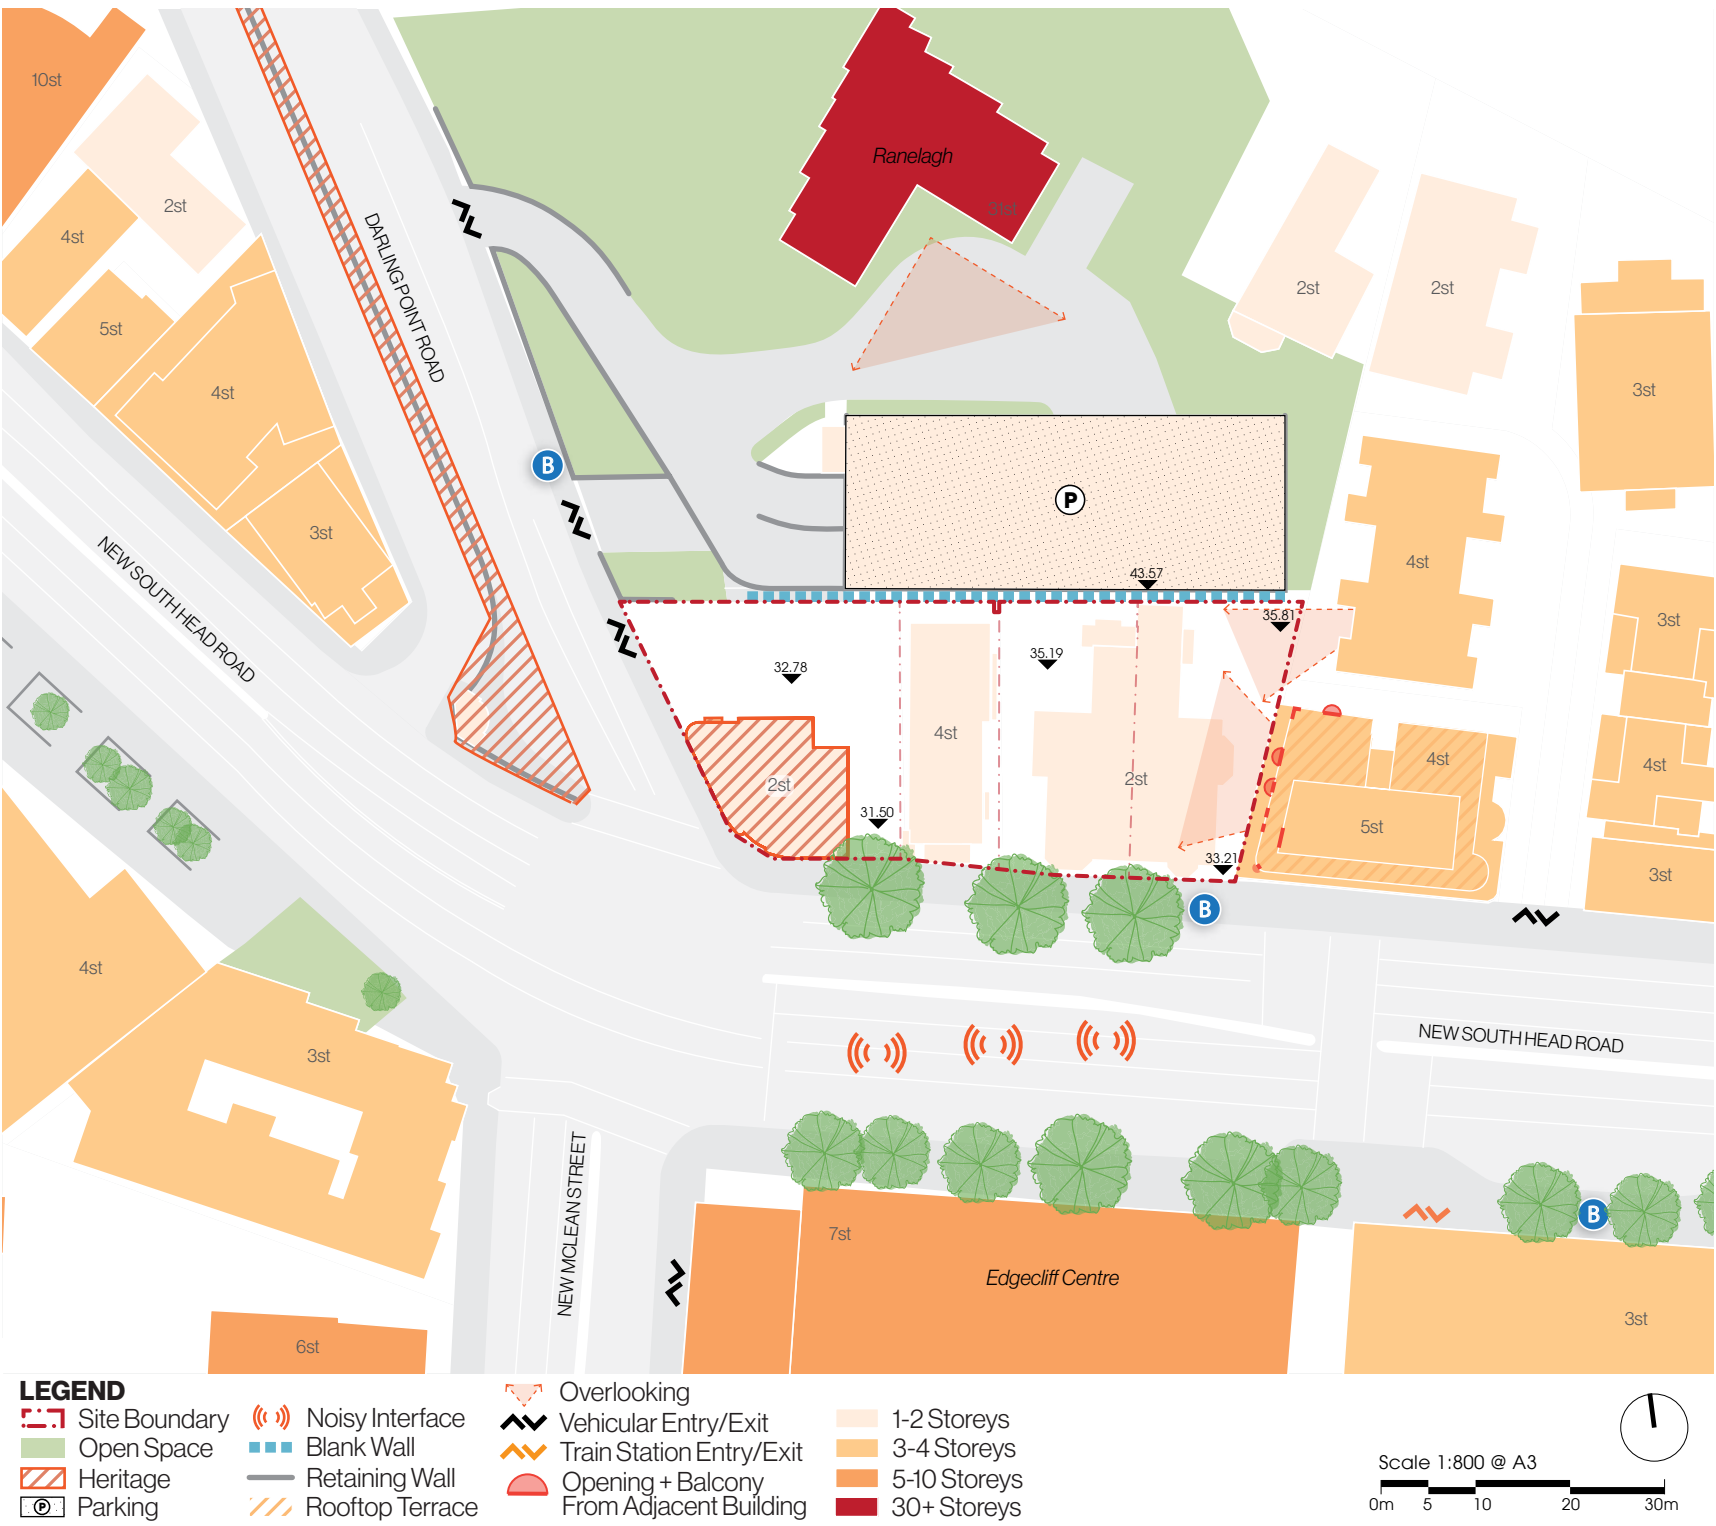 10st
2st
4st
5st
4st
3st
DARLING POINT ROAD
NEW SOUTH HEAD ROAD
Ranelagh
31st
2st
2st
3st
4st
3st
4st
3st
B
P
43.57
35.81
32.78
35.19
4st
2st
2st
31.50
33.21
4st
5st
B
4st
3st
NEW SOUTH HEAD ROAD
NEW MCLEAN STREET
7st
Edgecliff Centre
B
3st
6st
LEGEND
Site Boundary
Open Space
Heritage
P Parking
Noisy Interface
Blank Wall
Retaining Wall
Rooftop Terrace
Overlooking
Vehicular Entry/Exit
Train Station Entry/Exit
Opening + Balcony
From Adjacent Building
1-2 Storeys
3-4 Storeys
5-10 Storeys
30+ Storeys
Scale 1:800 @ A3
0m 5 10 20 30m